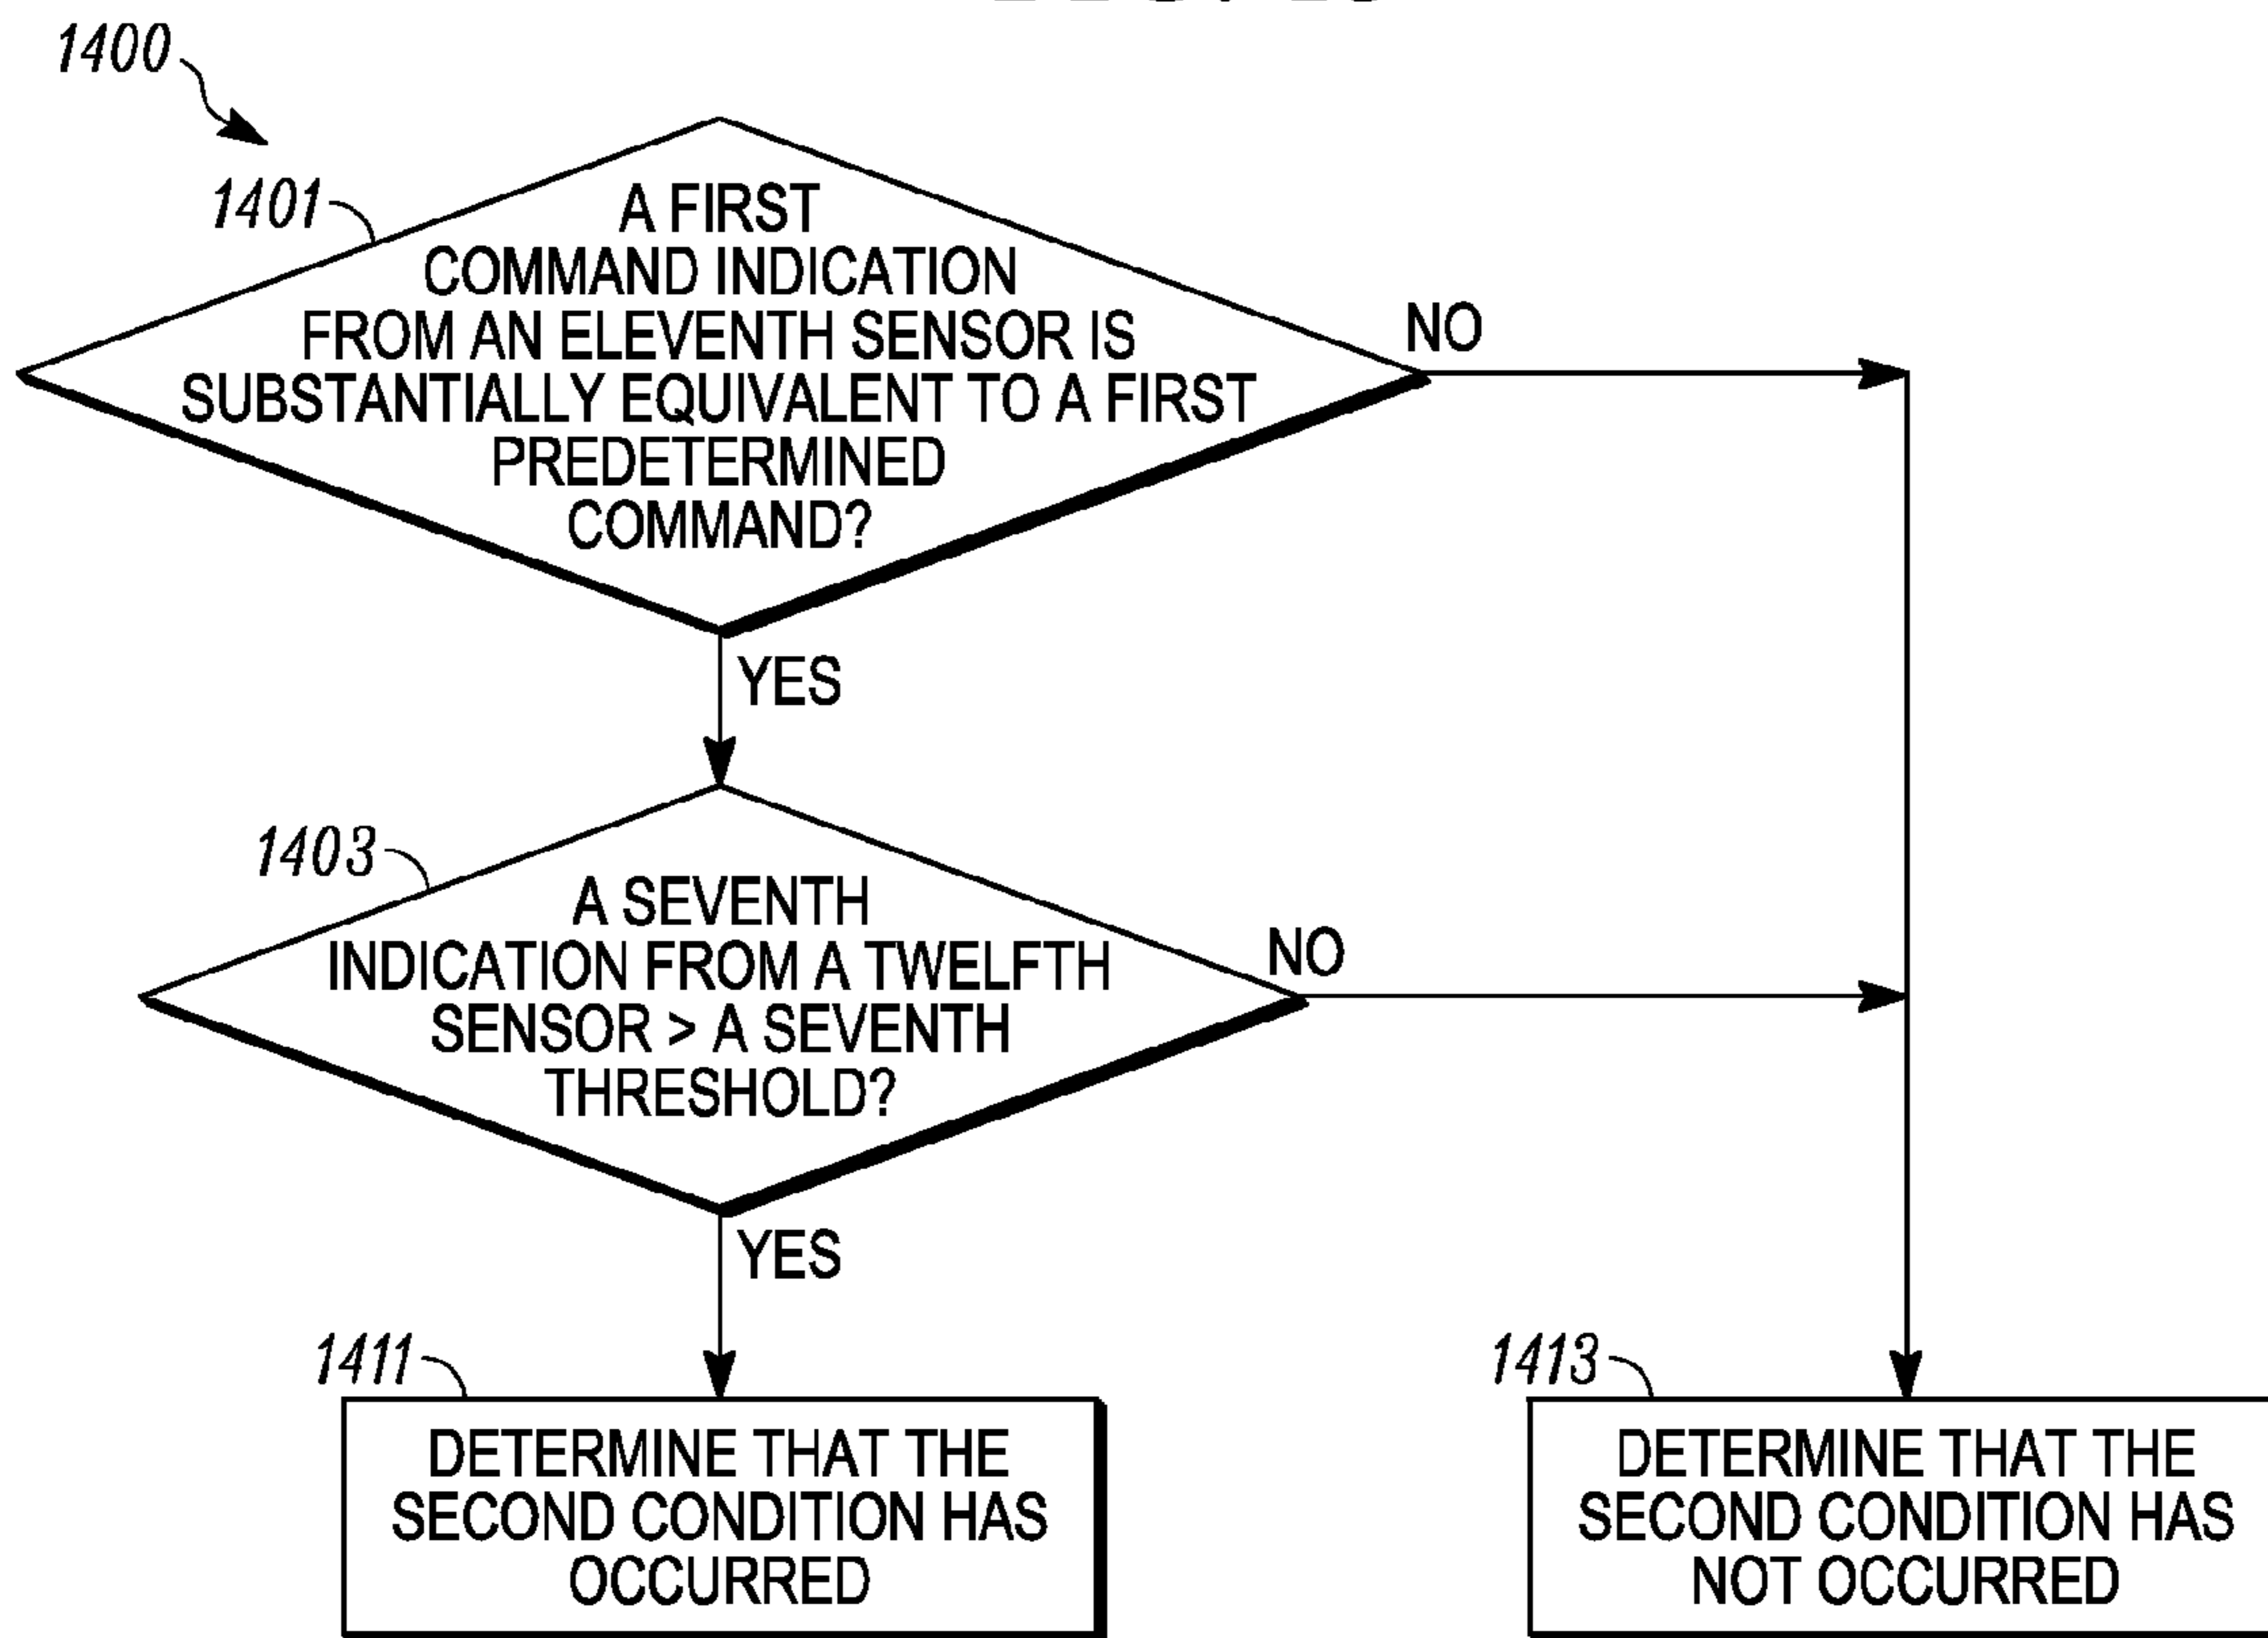 1400
1401
A FIRST
COMMAND INDICATION
FROM AN ELEVENTH SENSOR IS
SUBSTANTIALLY EQUIVALENT TO A FIRST
PREDETERMINED
COMMAND?
NO
YES
1403
A SEVENTH
INDICATION FROM A TWELFTH
SENSOR > A SEVENTH
THRESHOLD?
NO
YES
1411
DETERMINE THAT THE
SECOND CONDITION HAS
OCCURRED
1413
DETERMINE THAT THE
SECOND CONDITION HAS
NOT OCCURRED